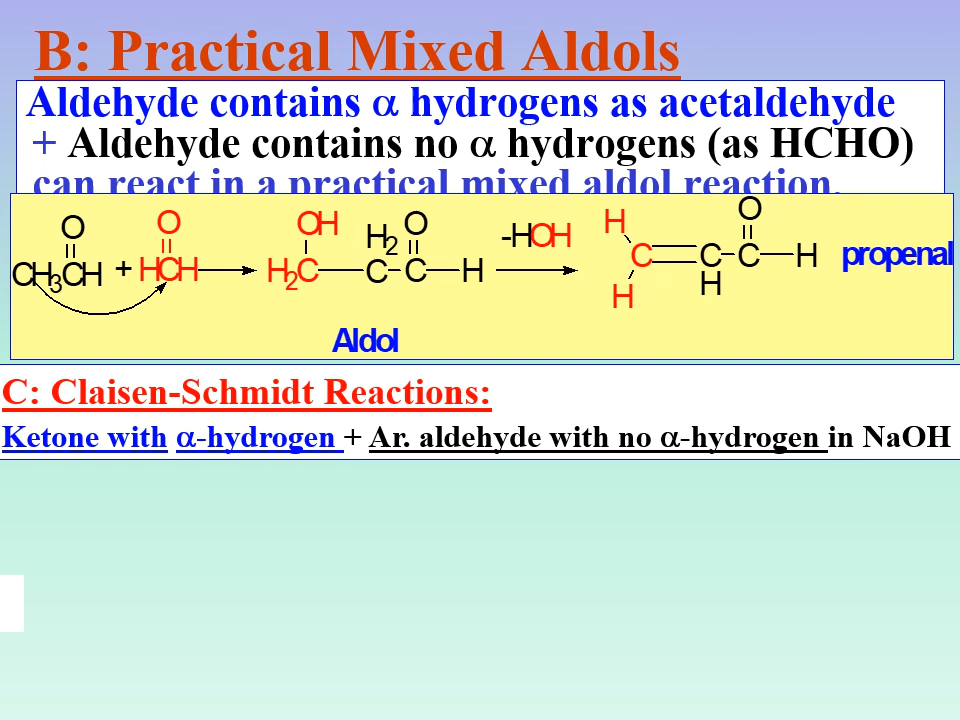 B: Practical Mixed Aldols
Aldehyde contains α hydrogens as acetaldehyde
+ Aldehyde contains no α hydrogens (as HCHO)
can react in a practical mixed aldol reaction.
O O OH H2 O -HOH H O
CH3CH + HCH H2C C C H C C C H propenal
H H
Aldol
C: Claisen-Schmidt Reactions:
Ketone with α-hydrogen + Ar. aldehyde with no α-hydrogen in NaOH